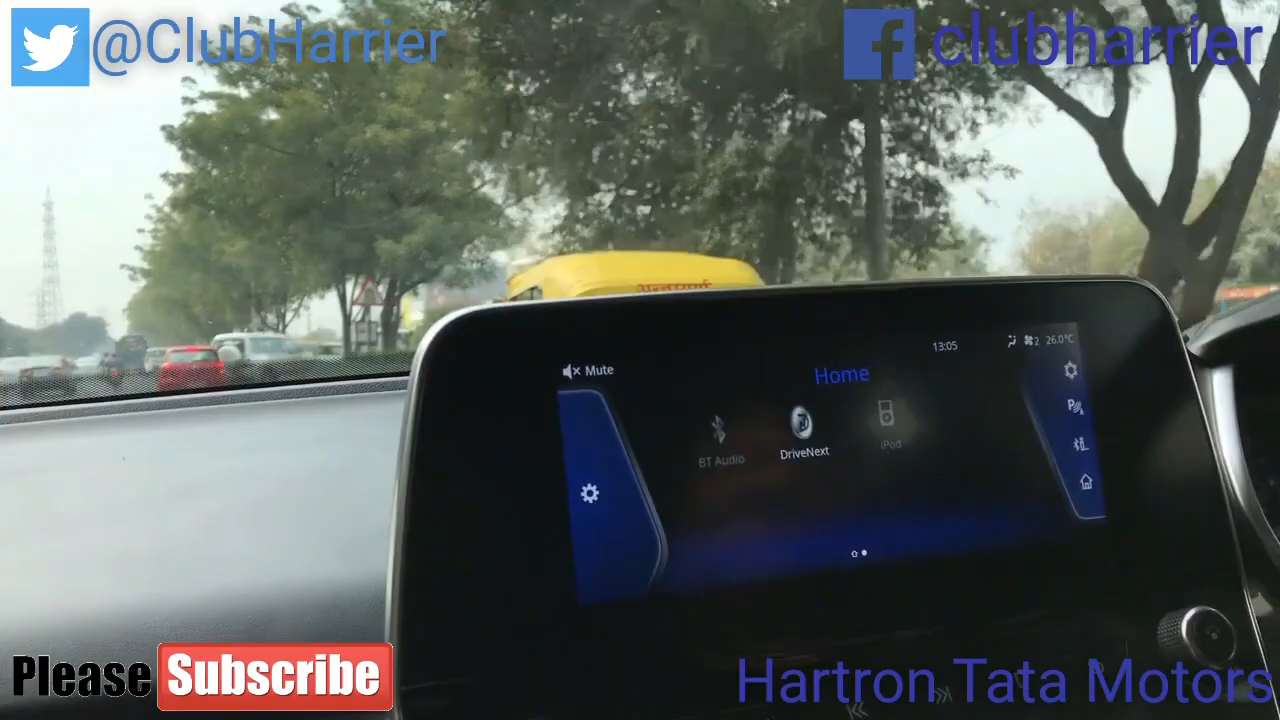 @ClubHarrier
clubharrier
13:05
2
26.0°C
Mute
Home
BT Audio
DriveNext
iPod
Please Subscribe
Hartron Tata Motors